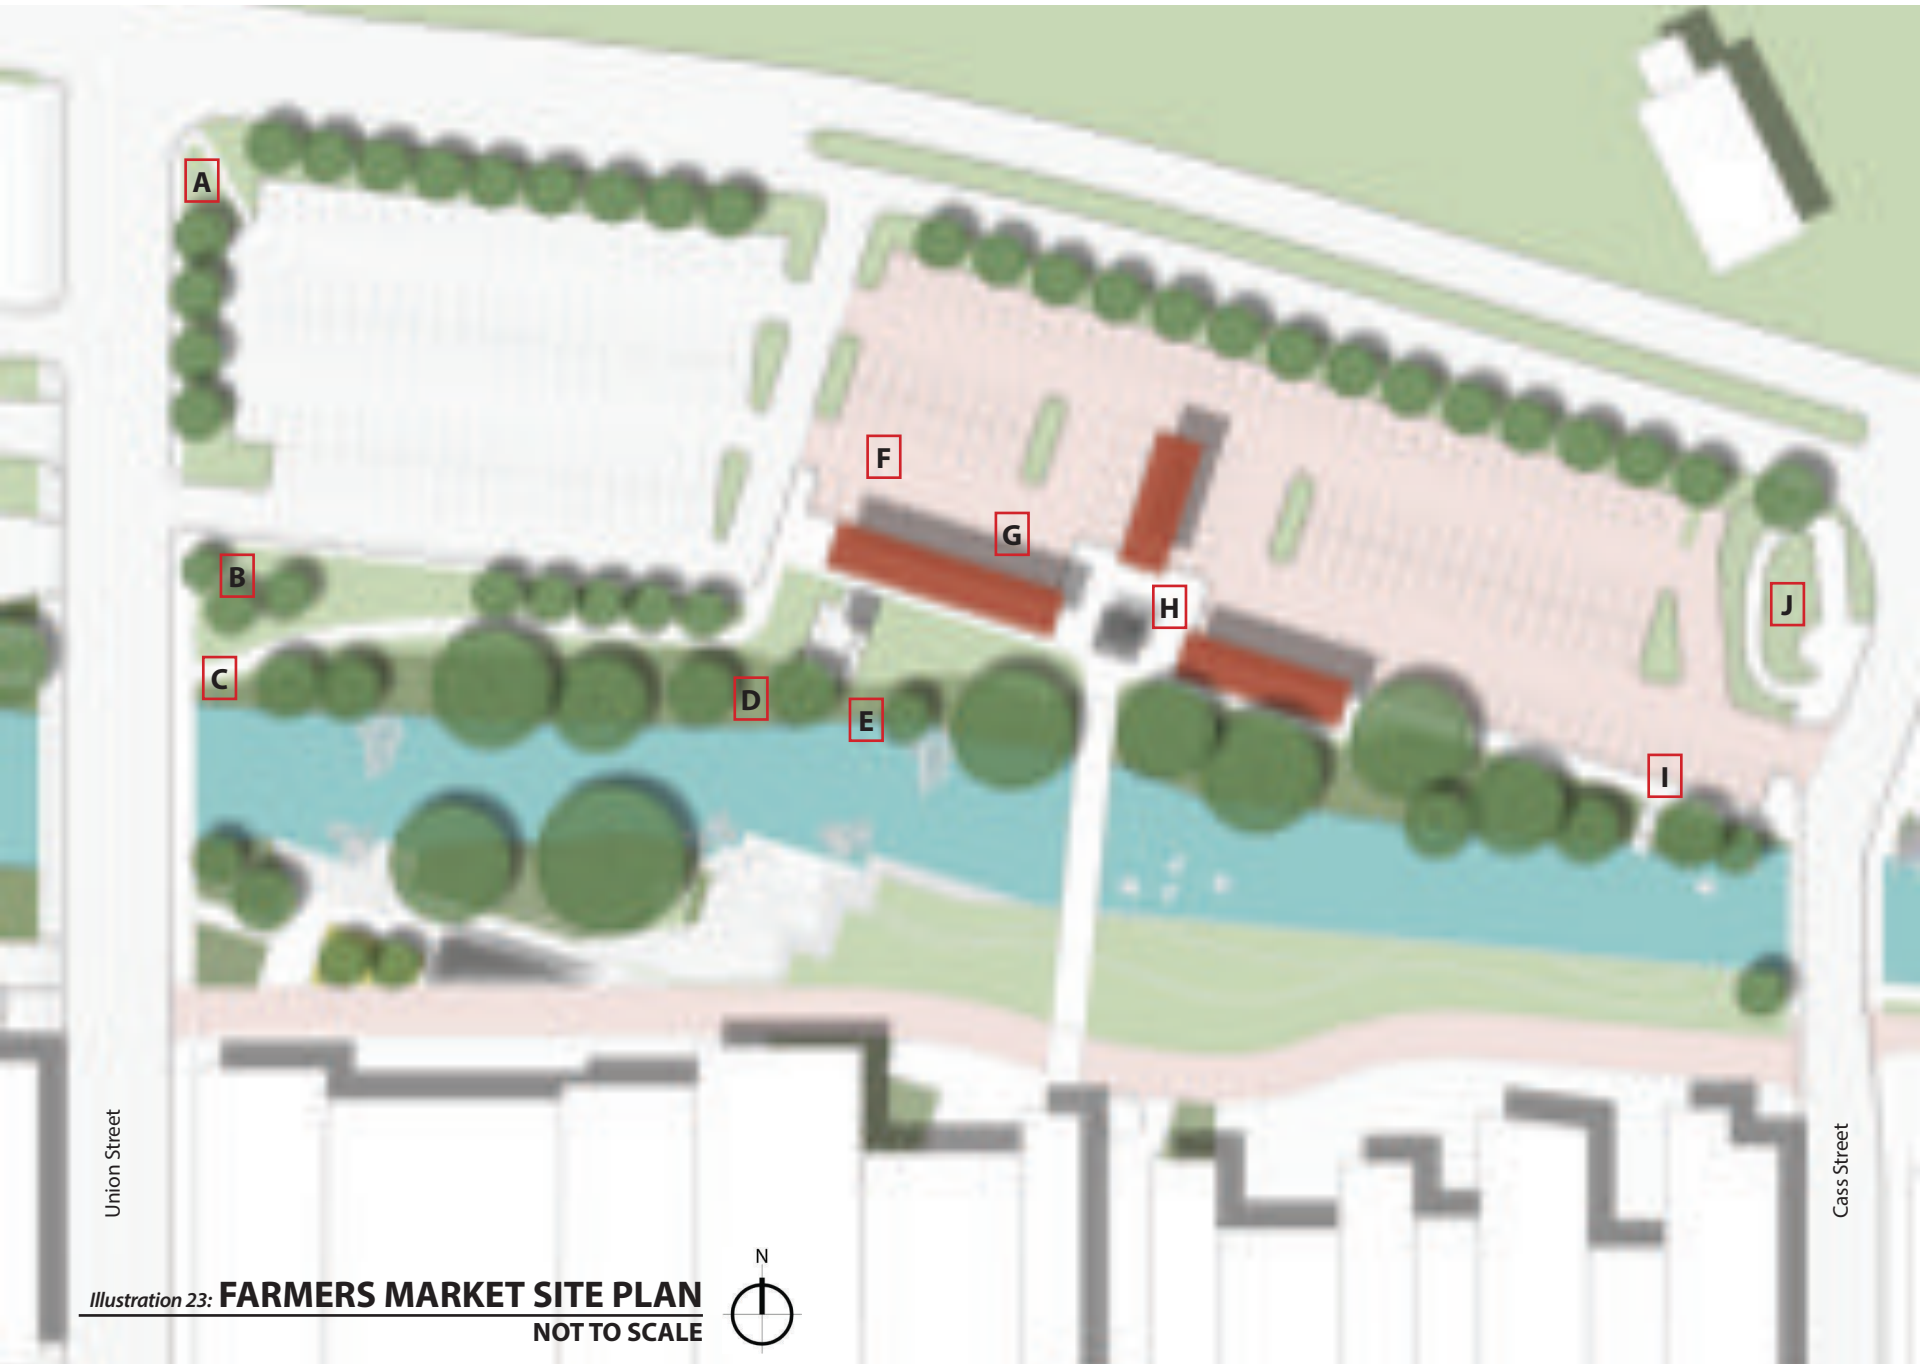 A
B
C
D
E
F
G
H
I
J
Union Street
Cass Street
N
Illustration 23: FARMERS MARKET SITE PLAN
NOT TO SCALE